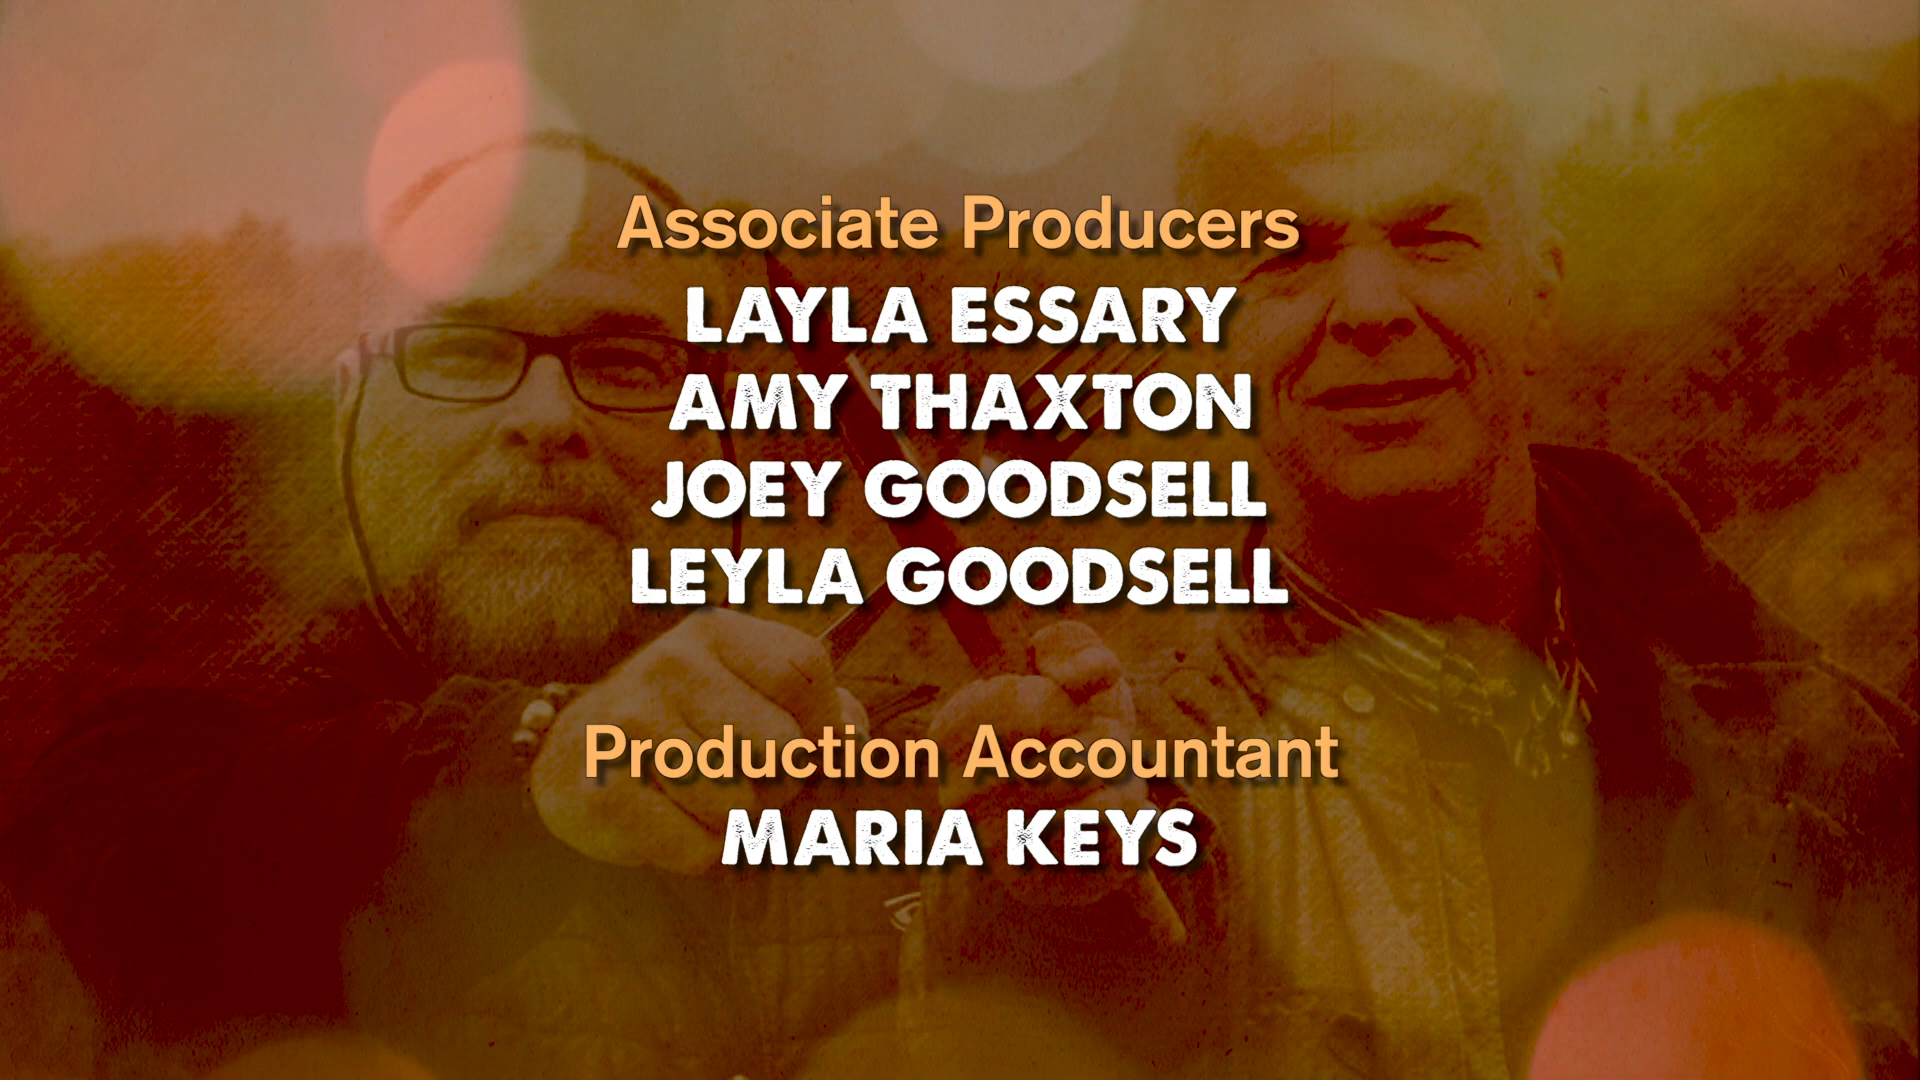 Associate Producers
LAYLA ESSARY
AMY THAXTON
JOEY GOODSELL
LEYLA GOODSELL
Production Accountant
MARIA KEYS